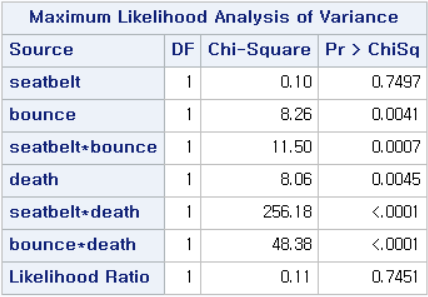 Maximum Likelihood Analysis of Variance
Source DF Chi-Square Pr > ChiSq
seatbelt 1 0.10 0.7497
bounce 1 8.26 0.0041
seatbelt*bounce 1 11.50 0.0007
death 1 8.06 0.0045
seatbelt*death 1 256.18 <.0001
bounce*death 1 48.38 <.0001
Likelihood Ratio 1 0.11 0.7451